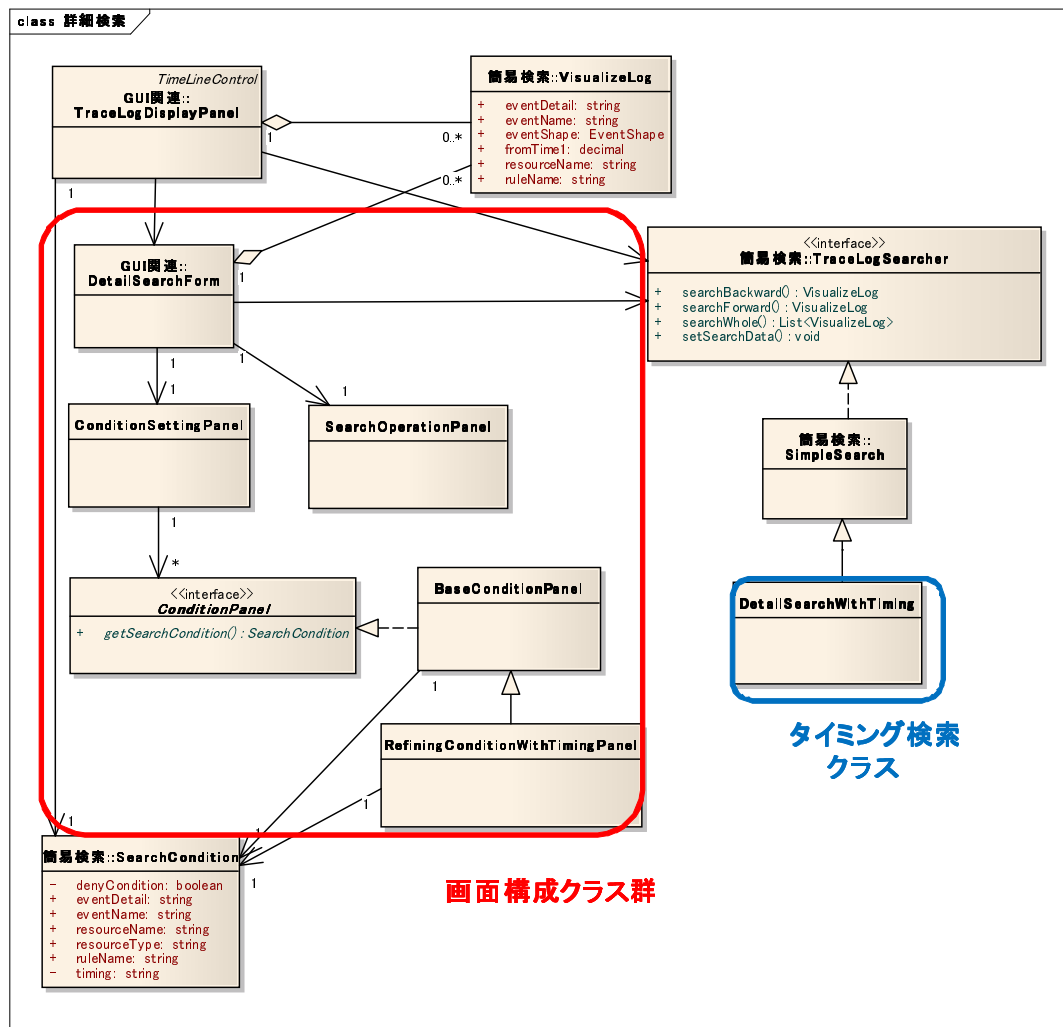 class 詳細検索
TimeLineControl
GUI関連::
TraceLogDisplayPanel
簡易検索::VisualizeLog
+ eventDetail: string
+ eventName: string
+ eventShape: EventShape
+ fromTime1: decimal
+ resourceName: string
+ ruleName: string
1
0..*
0..*
1
GUI関連::
DetailSearchForm
1
<<interface>>
簡易検索::TraceLogSearcher
+ searchBackward() : VisualizeLog
+ searchForward() : VisualizeLog
+ searchWhole() : List<VisualizeLog>
+ setSearchData() : void
1
1
1
1
ConditionSettingPanel
SearchOperationPanel
簡易検索::
SimpleSearch
1
*
<<interface>>
ConditionPanel
+ getSearchCondition() : SearchCondition
BaseConditionPanel
DetailSearchWithTiming
1
タイミング検索
クラス
RefiningConditionWithTimingPanel
1
1
1
1
簡易検索::SearchCondition
- denyCondition: boolean
+ eventDetail: string
+ eventName: string
+ resourceName: string
+ resourceType: string
+ ruleName: string
- timing: string
画面構成クラス群